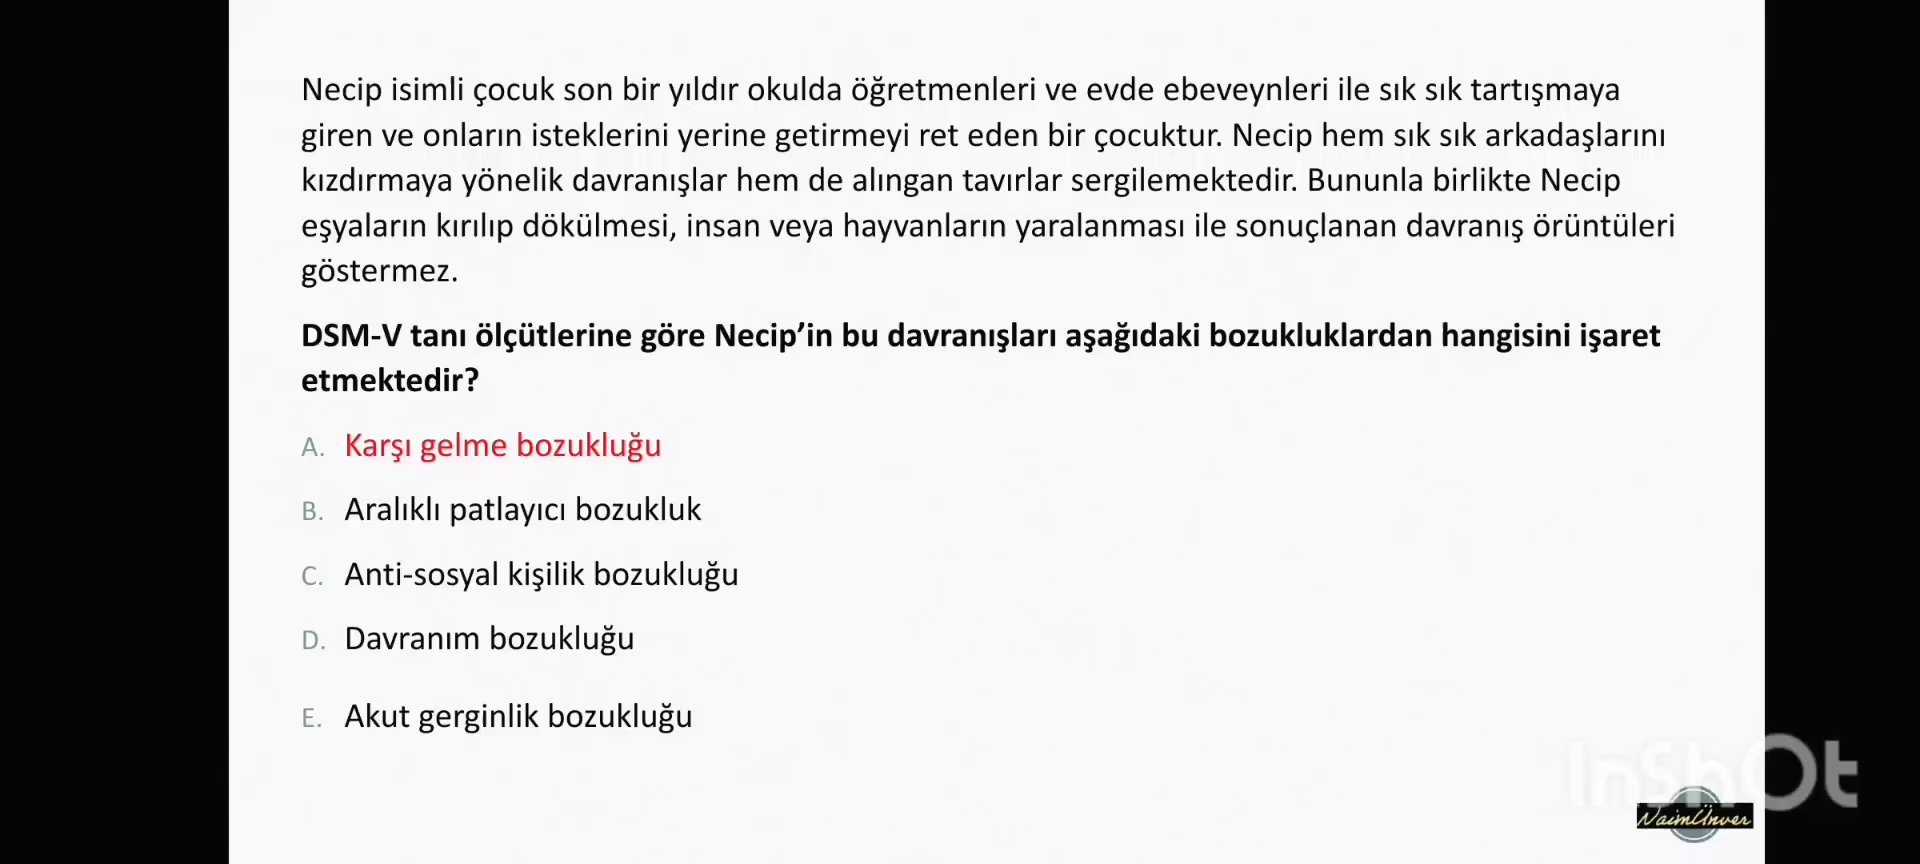 Necip isimli çocuk son bir yıldır okulda öğretmenleri ve evde ebeveynleri ile sık sık tartışmaya
giren ve onların isteklerini yerine getirmeyi ret eden bir çocuktur. Necip hem sık sık arkadaşlarını
kızdırmaya yönelik davranışlar hem de alıngan tavırlar sergilemektedir. Bununla birlikte Necip
eşyaların kırılıp dökülmesi, insan veya hayvanların yaralanması ile sonuçlanan davranış örüntüleri
göstermez.
DSM-V tanı ölçütlerine göre Necip’in bu davranışları aşağıdaki bozukluklardan hangisini işaret
etmektedir?
A. Karşı gelme bozukluğu
B. Aralıklı patlayıcı bozukluk
C. Anti-sosyal kişilik bozukluğu
D. Davranım bozukluğu
E. Akut gerginlik bozukluğu
InShOt
NaimÜnver